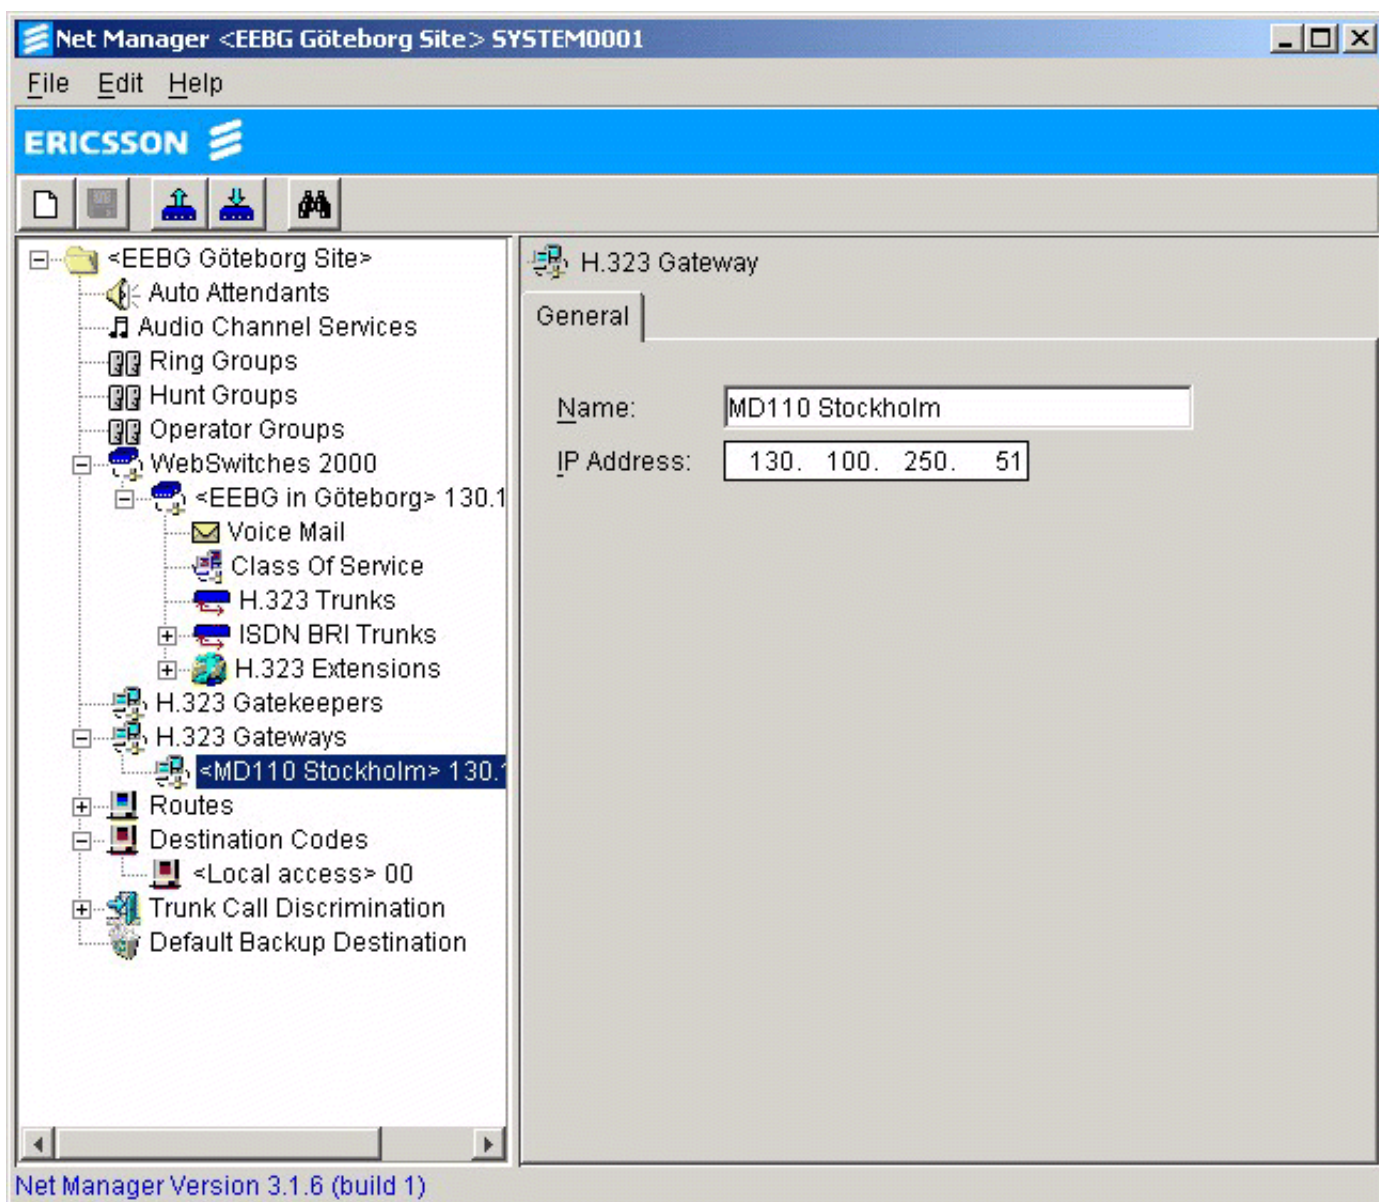 Net Manager <EEBG Göteborg Site> SYSTEM0001
File Edit Help
ERICSSON
<EEBG Göteborg Site>
Auto Attendants
Audio Channel Services
Ring Groups
Hunt Groups
Operator Groups
WebSwitches 2000
<EEBG in Göteborg> 130.1
Voice Mail
Class Of Service
H.323 Trunks
ISDN BRI Trunks
H.323 Extensions
H.323 Gatekeepers
H.323 Gateways
<MD110 Stockholm> 130.1
Routes
Destination Codes
<Local access> 00
Trunk Call Discrimination
Default Backup Destination
H.323 Gateway
General
Name: MD110 Stockholm
IP Address: 130. 100. 250. 51
Net Manager Version 3.1.6 (build 1)